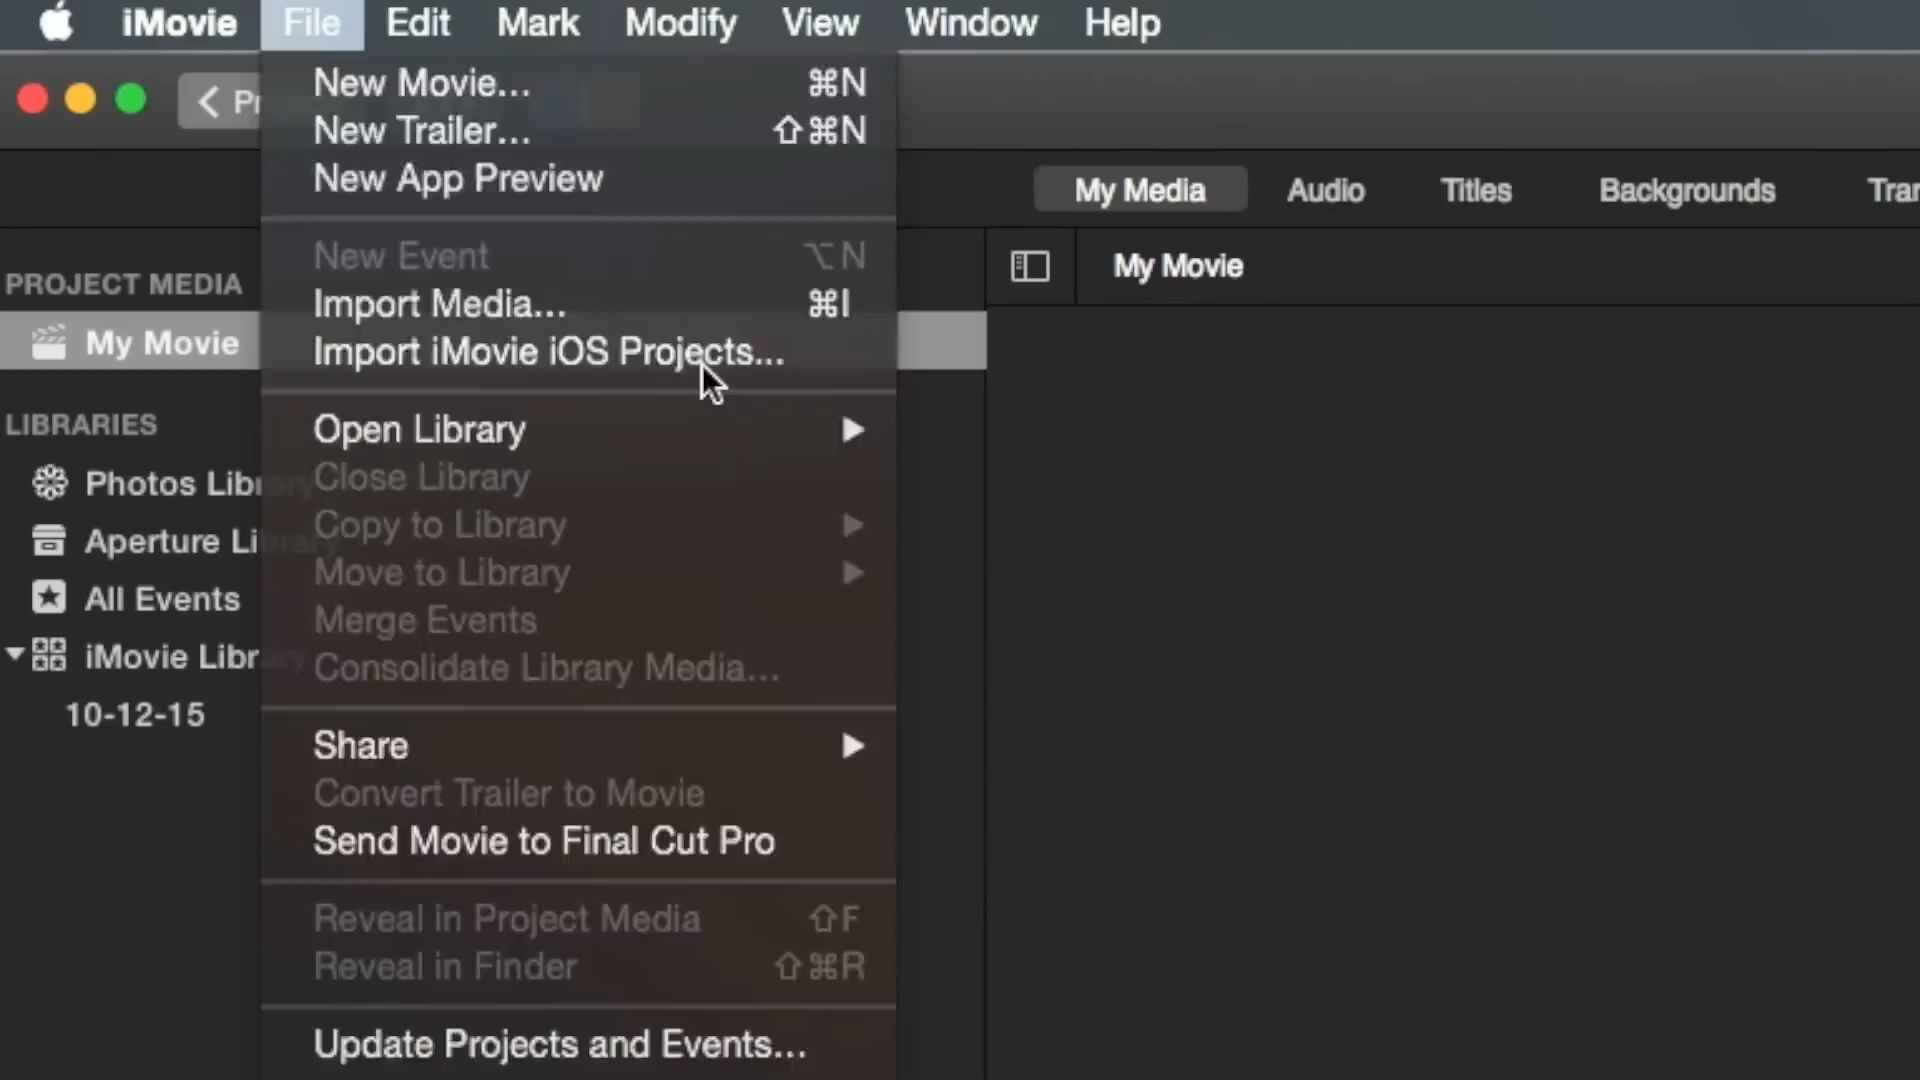 iMovie File Edit Mark Modify View Window Help
New Movie... ⌘N
New Trailer... ⇧⌘N
New App Preview
New Event ⌥N
Import Media... ⌘I
Import iMovie iOS Projects...
Open Library
Close Library
Copy to Library
Move to Library
Merge Events
Consolidate Library Media...
Share
Convert Trailer to Movie
Send Movie to Final Cut Pro
Reveal in Project Media ⇧F
Reveal in Finder ⇧⌘R
Update Projects and Events...
PROJECT MEDIA
My Movie
LIBRARIES
Photos Library
Aperture Library
All Events
iMovie Libr
10-12-15
My Media Audio Titles Backgrounds
My Movie